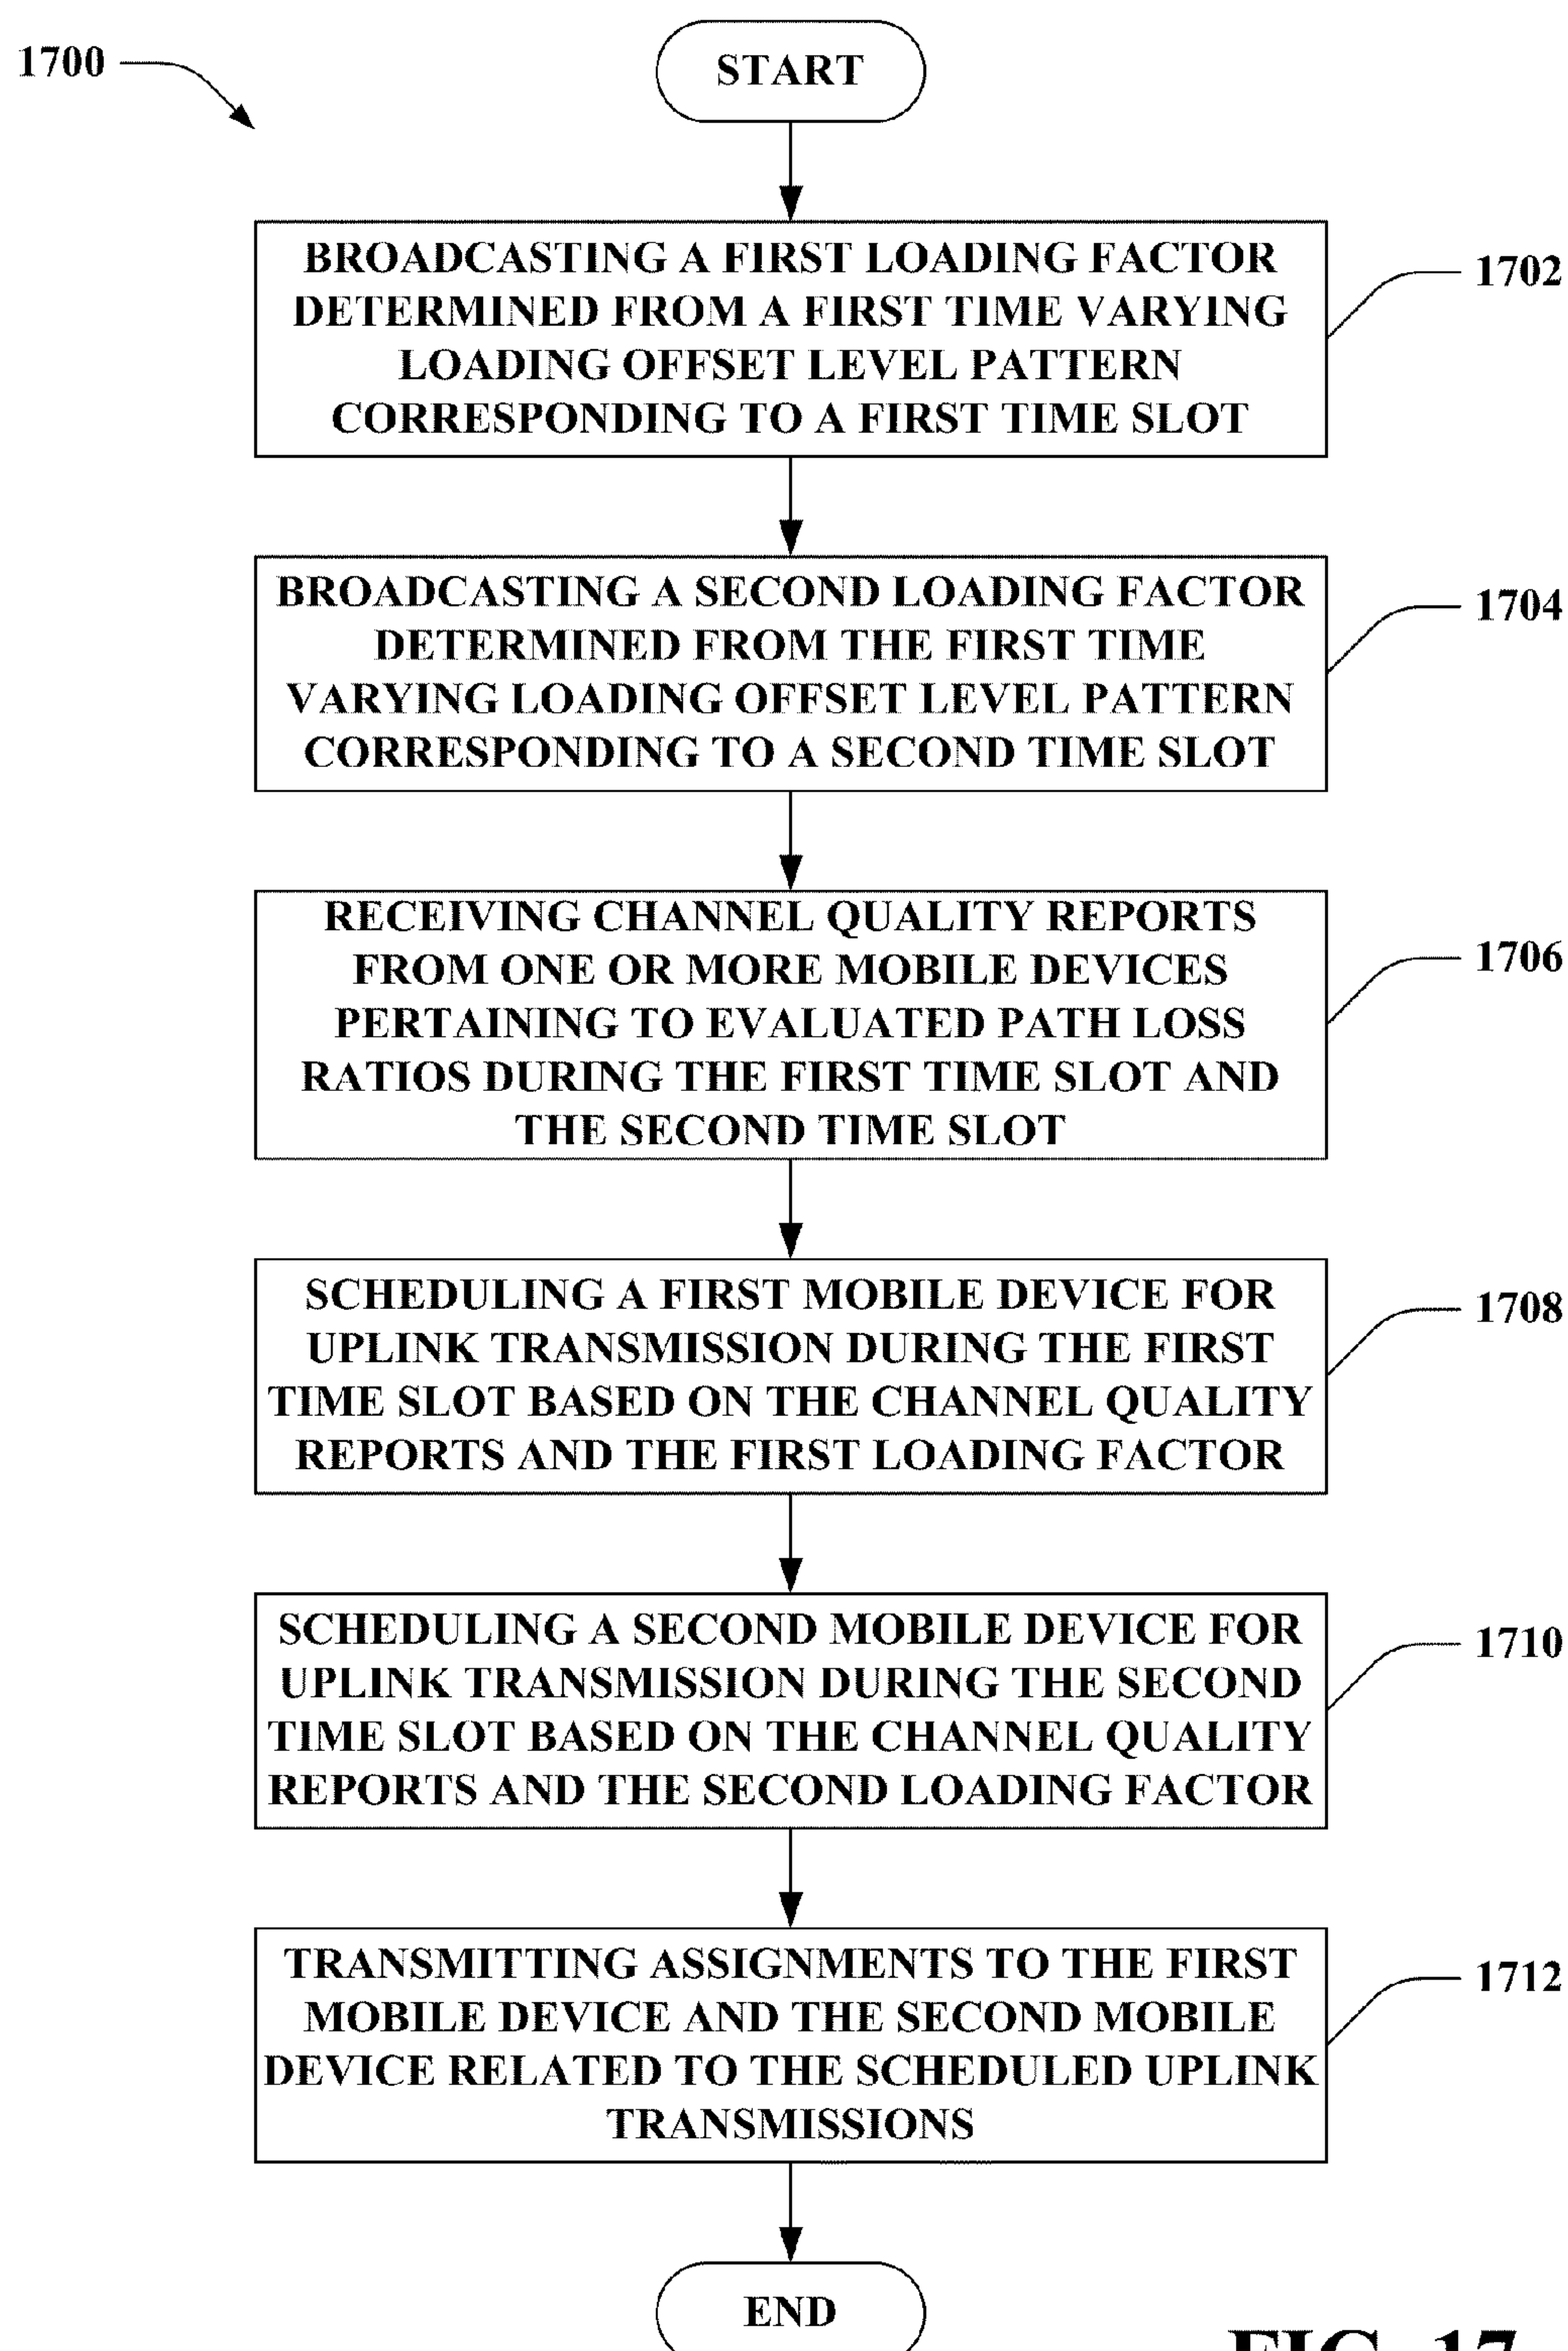 1700
START
BROADCASTING A FIRST LOADING FACTOR
DETERMINED FROM A FIRST TIME VARYING
LOADING OFFSET LEVEL PATTERN
CORRESPONDING TO A FIRST TIME SLOT
1702
BROADCASTING A SECOND LOADING FACTOR
DETERMINED FROM THE FIRST TIME
VARYING LOADING OFFSET LEVEL PATTERN
CORRESPONDING TO A SECOND TIME SLOT
1704
RECEIVING CHANNEL QUALITY REPORTS
FROM ONE OR MORE MOBILE DEVICES
PERTAINING TO EVALUATED PATH LOSS
RATIOS DURING THE FIRST TIME SLOT AND
THE SECOND TIME SLOT
1706
SCHEDULING A FIRST MOBILE DEVICE FOR
UPLINK TRANSMISSION DURING THE FIRST
TIME SLOT BASED ON THE CHANNEL QUALITY
REPORTS AND THE FIRST LOADING FACTOR
1708
SCHEDULING A SECOND MOBILE DEVICE FOR
UPLINK TRANSMISSION DURING THE SECOND
TIME SLOT BASED ON THE CHANNEL QUALITY
REPORTS AND THE SECOND LOADING FACTOR
1710
TRANSMITTING ASSIGNMENTS TO THE FIRST
MOBILE DEVICE AND THE SECOND MOBILE
DEVICE RELATED TO THE SCHEDULED UPLINK
TRANSMISSIONS
1712
END
FIG. 17